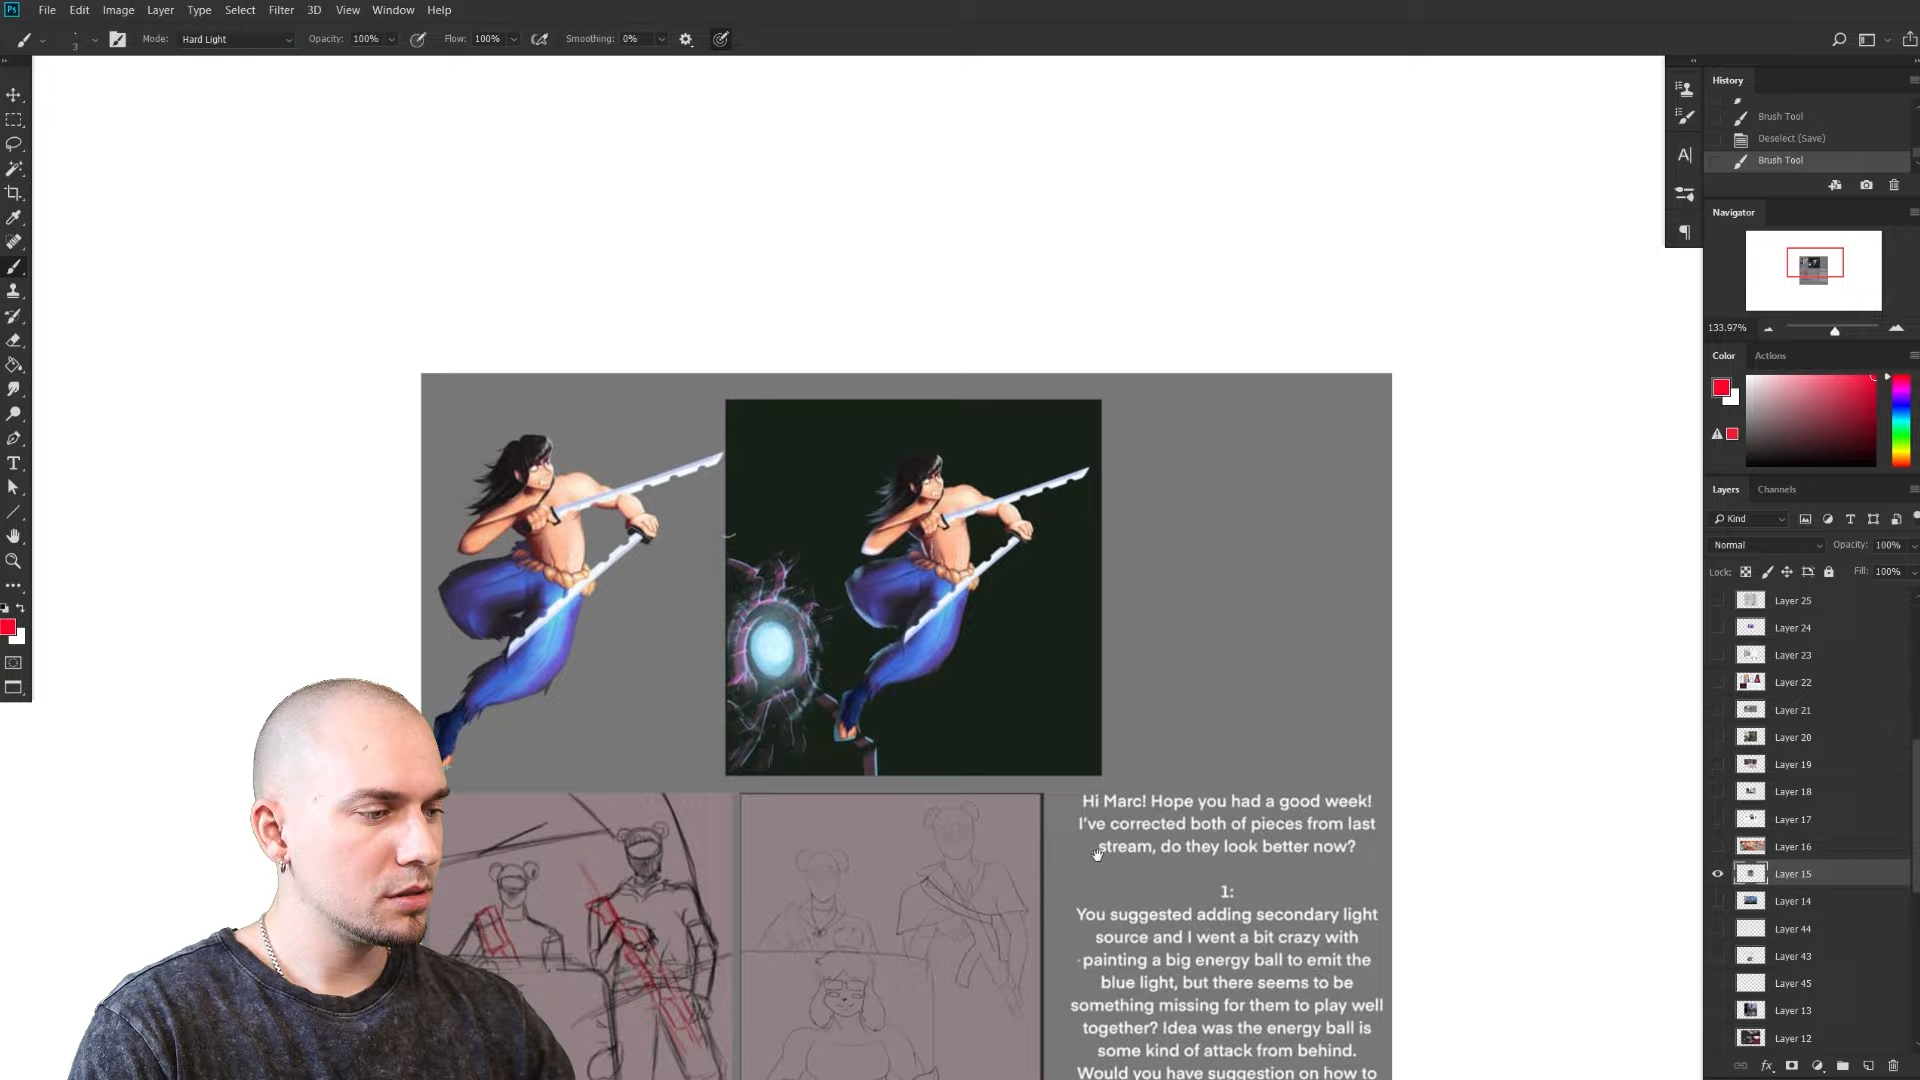 Ps File Edit Image Layer Type Select Filter 3D View Window Help
3 Mode: Hard Light Opacity: 100% Flow: 100% Smoothing: 0%
History
Brush Tool
Deselect (Save)
Brush Tool
Navigator
133.97%
Color Actions
Layers Channels
Kind
Normal Opacity: 100%
Lock: Fill: 100%
Layer 25
Layer 24
Layer 23
Layer 22
Layer 21
Layer 20
Layer 19
Layer 18
Layer 17
Layer 16
Layer 15
Layer 14
Layer 44
Layer 43
Layer 45
Layer 13
Layer 12
fx
Hi Marc! Hope you had a good week!
I've corrected both of pieces from last
stream, do they look better now?
1:
You suggested adding secondary light
source and I went a bit crazy with
painting a big energy ball to emit the
blue light, but there seems to be
something missing for them to play well
together? Idea was the energy ball is
some kind of attack from behind.
Would you have suggestion on how to